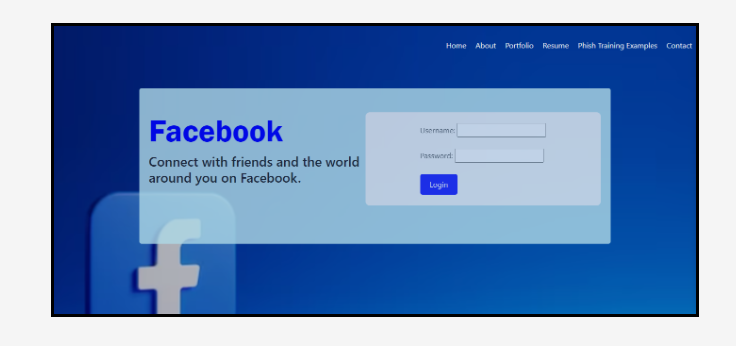 Home About Portfolio Resume Phish Training Examples Contact
Facebook
Connect with friends and the world
around you on Facebook.
Username:
Password:
Login